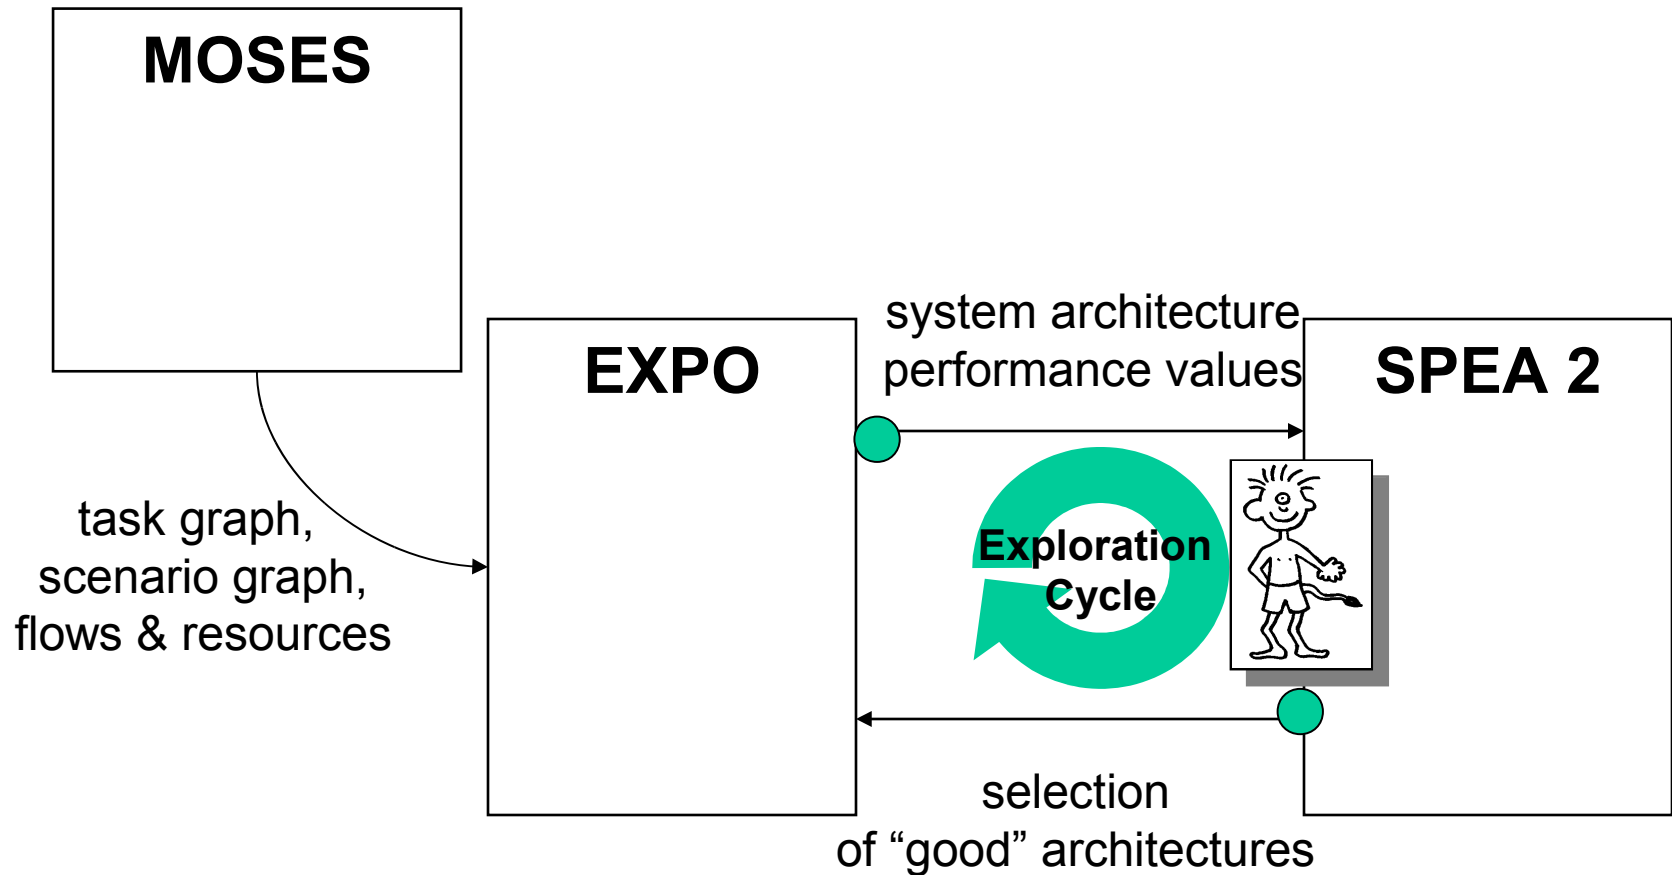 MOSES
EXPO
system architecture
performance values
SPEA 2
task graph,
scenario graph,
flows & resources
Exploration
Cycle
selection
of “good” architectures